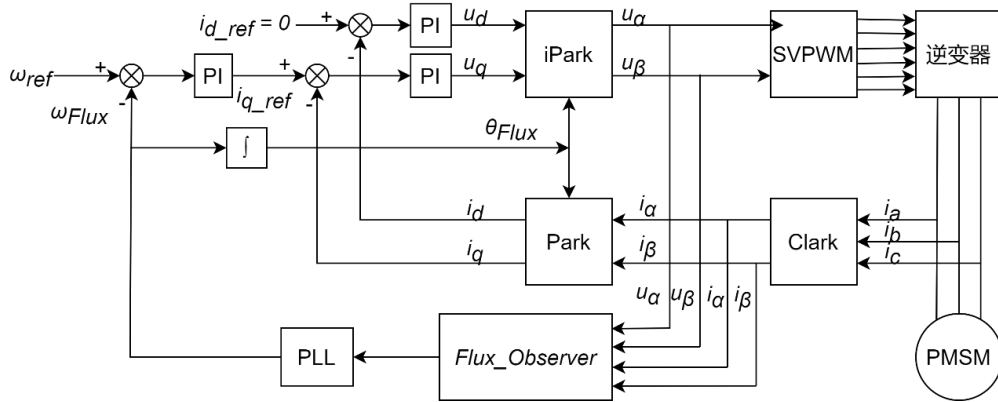 i_d_ref = 0
+
-
PI
u_d
iPark
u_α
SVPWM
逆变器
ω_ref
+
-
PI
i_q_ref
+
-
PI
u_q
u_β
ω_Flux
∫
θ_Flux
i_d
Park
i_α
Clark
i_a
i_b
i_q
i_β
i_c
u_α
u_β
i_α
i_β
PLL
Flux_Observer
PMSM